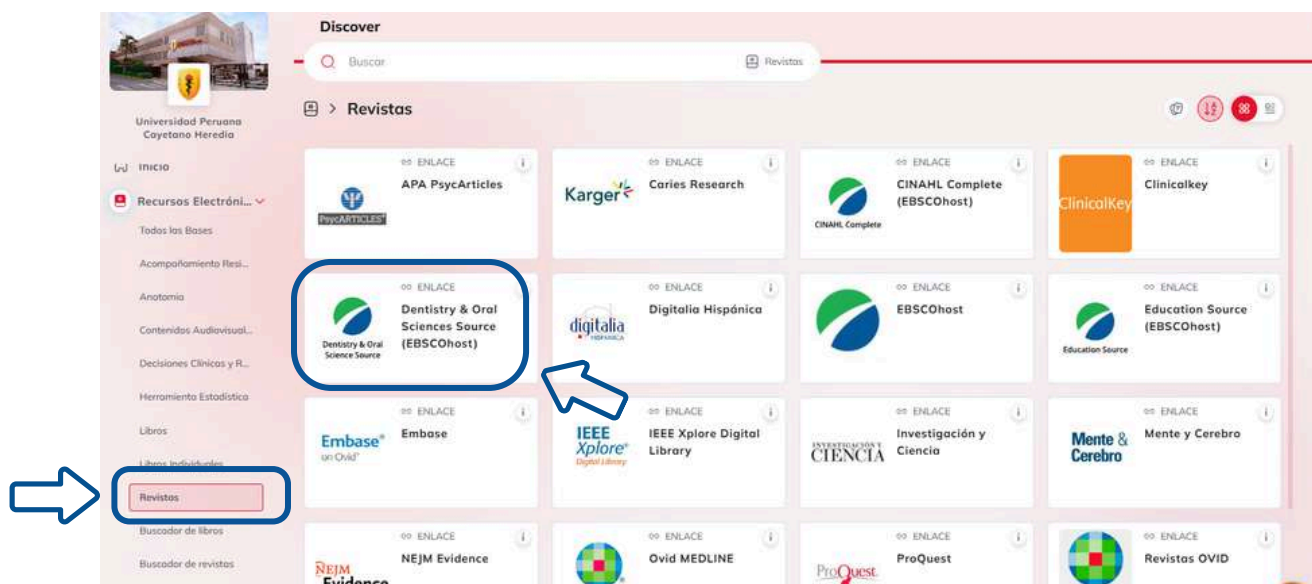 Discover
Buscar
Revistas
Universidad Peruana
Cayetano Heredia
Inicio
Recursos Electróni...
Todas las Bases
Acompañamiento Resi...
Anatomía
Contenidos Audiovisual...
Decisiones Clínicas y R...
Herramienta Estadística
Libros
Libros Individuales
Revistas
Buscador de libros
Buscador de revistas
> Revistas
PsycARTICLES®
ENLACE
APA PsycArticles
Karger
ENLACE
Caries Research
CINAHL Complete
ENLACE
CINAHL Complete
(EBSCOhost)
ClinicalKey
ENLACE
Clinicalkey
Dentistry & Oral
Science Source
ENLACE
Dentistry & Oral
Sciences Source
(EBSCOhost)
digitalia
HISPÁNICA
ENLACE
Digitalia Hispánica
ENLACE
EBSCOhost
Education Source
ENLACE
Education Source
(EBSCOhost)
Embase®
on Ovid®
ENLACE
Embase
IEEE
Xplore®
Digital Library
ENLACE
IEEE Xplore Digital
Library
INVESTIGACIÓN Y
CIENCIA
ENLACE
Investigación y
Ciencia
Mente &
Cerebro
ENLACE
Mente y Cerebro
NEJM
Evidence
ENLACE
NEJM Evidence
ENLACE
Ovid MEDLINE
ProQuest
ENLACE
ProQuest
ENLACE
Revistas OVID